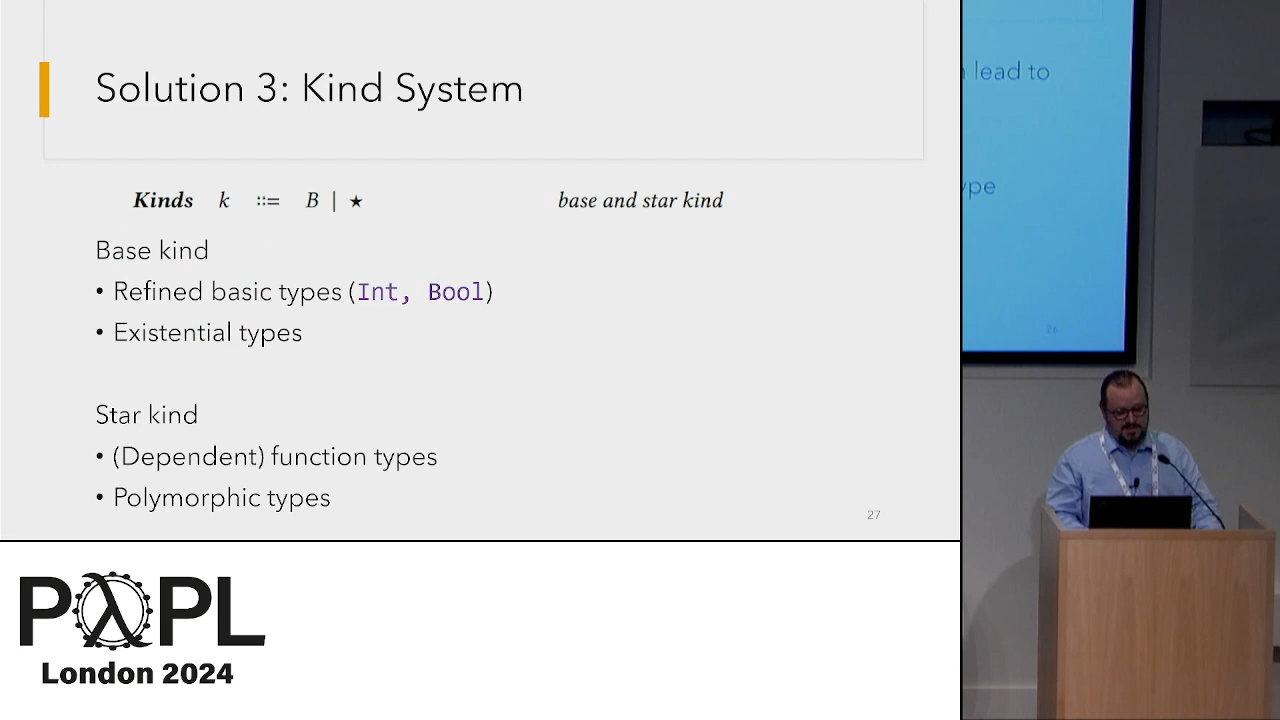 Solution 3: Kind System
Kinds k ::= B | ★ base and star kind
Base kind
• Refined basic types (Int, Bool)
• Existential types
Star kind
• (Dependent) function types
• Polymorphic types
27
lead to
26
PλPL
London 2024